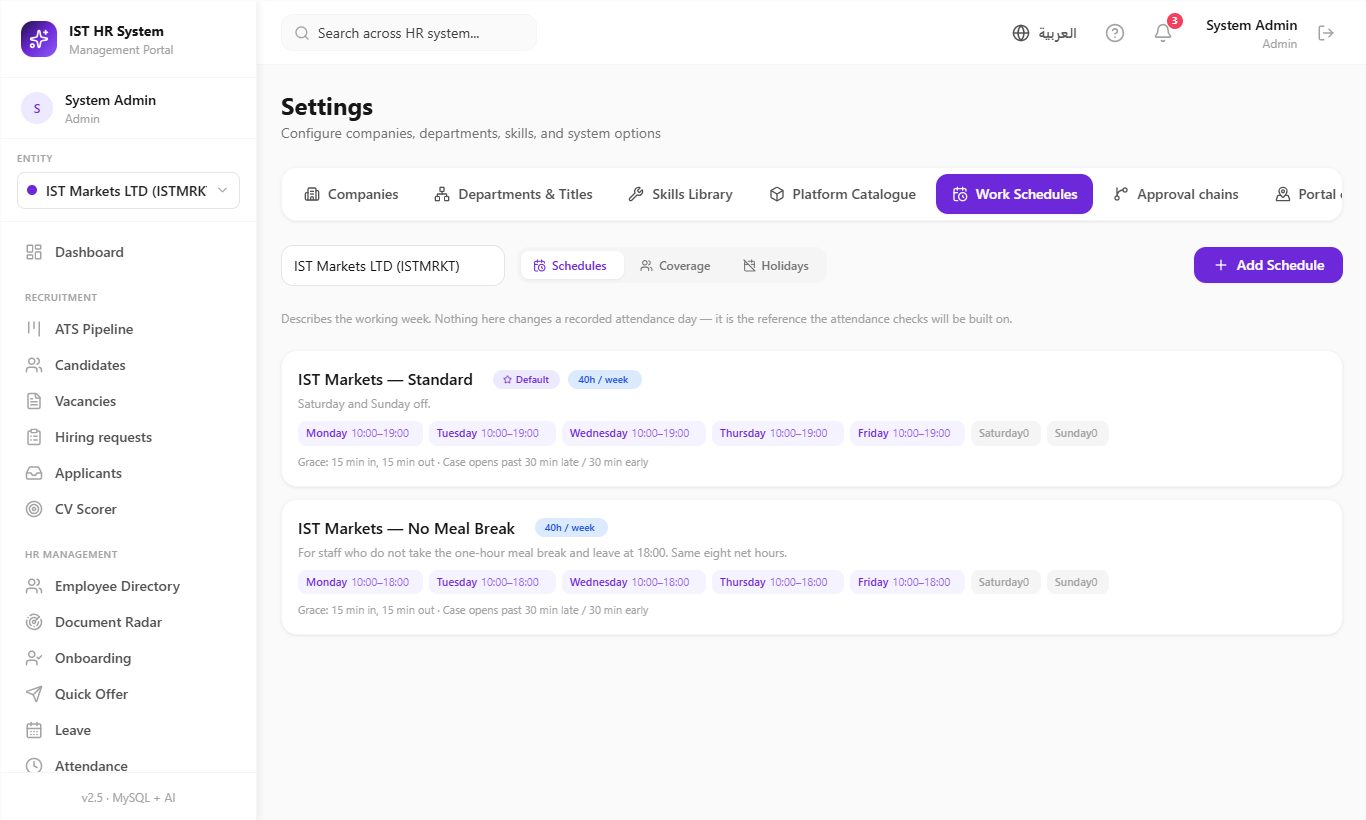 IST HR System
Management Portal
S
System Admin
Admin
ENTITY
IST Markets LTD (ISTMRK
Dashboard
RECRUITMENT
ATS Pipeline
Candidates
Vacancies
Hiring requests
Applicants
CV Scorer
HR MANAGEMENT
Employee Directory
Document Radar
Onboarding
Quick Offer
Leave
Attendance
v2.5 · MySQL + AI
Search across HR system...
العربية
3
System Admin
Admin
Settings
Configure companies, departments, skills, and system options
Companies Departments & Titles Skills Library Platform Catalogue Work Schedules Approval chains Portal
IST Markets LTD (ISTMRKT) Schedules Coverage Holidays + Add Schedule
Describes the working week. Nothing here changes a recorded attendance day — it is the reference the attendance checks will be built on.
IST Markets — Standard Default 40h / week
Saturday and Sunday off.
Monday 10:00–19:00 Tuesday 10:00–19:00 Wednesday 10:00–19:00 Thursday 10:00–19:00 Friday 10:00–19:00 Saturday0 Sunday0
Grace: 15 min in, 15 min out · Case opens past 30 min late / 30 min early
IST Markets — No Meal Break 40h / week
For staff who do not take the one-hour meal break and leave at 18:00. Same eight net hours.
Monday 10:00–18:00 Tuesday 10:00–18:00 Wednesday 10:00–18:00 Thursday 10:00–18:00 Friday 10:00–18:00 Saturday0 Sunday0
Grace: 15 min in, 15 min out · Case opens past 30 min late / 30 min early